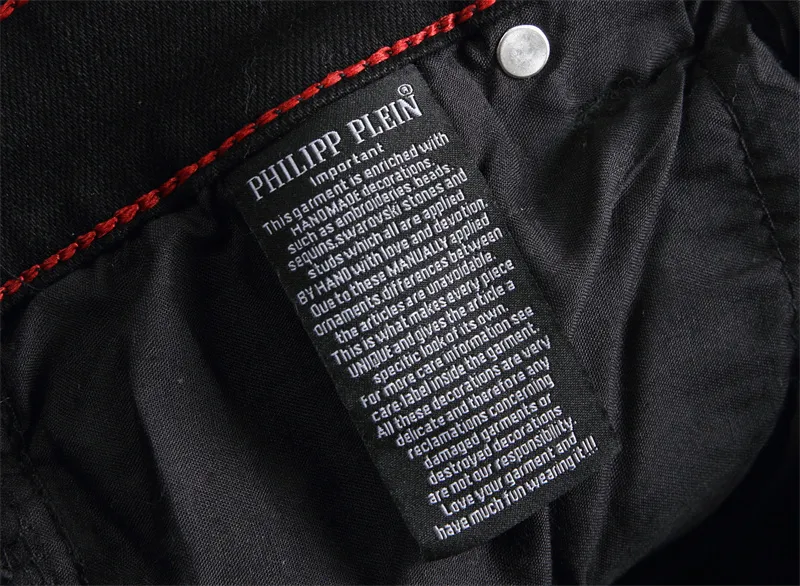 PHILIPP PLEIN®
Important
This garment is enriched with
HANDMADE decorations,
such as embroideries, beads,
sequins, swarovski stones and
studs which all are applied
BY HAND with love and devotion.
Due to these MANUALLY applied
ornaments, differences between
the articles are unavoidable.
This is what makes every piece
UNIQUE and gives the article a
specific look of its own.
For more care information see
care-label inside the garment.
All these decorations are very
delicate and therefore any
reclamations concerning
damaged garments or
destroyed decorations
are not our responsibility.
Love your garment and
have much fun wearing it!!!